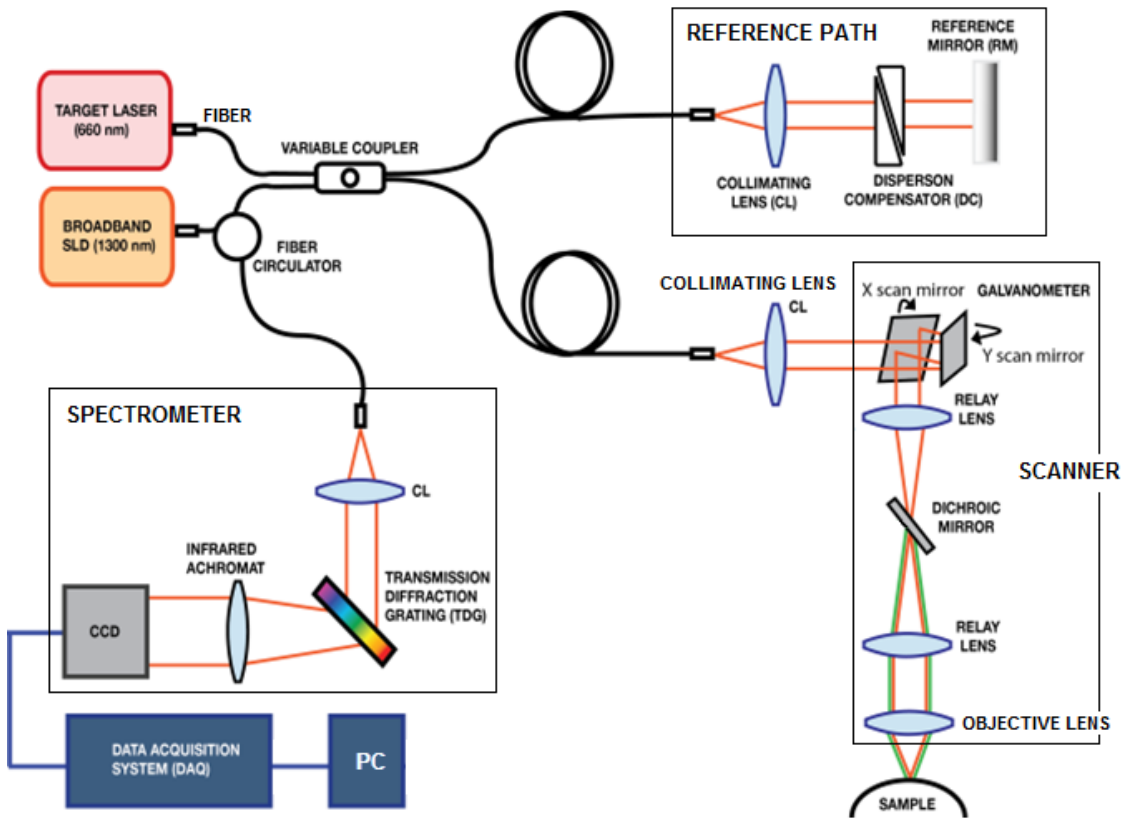 REFERENCE PATH
REFERENCE
MIRROR (RM)
TARGET LASER
(660 nm)
FIBER
VARIABLE COUPLER
COLLIMATING
LENS (CL)
DISPERSON
COMPENSATOR (DC)
BROADBAND
SLD (1300 nm)
FIBER
CIRCULATOR
COLLIMATING LENS
CL
X scan mirror
GALVANOMETER
Y scan mirror
RELAY
LENS
SCANNER
DICHROIC
MIRROR
RELAY
LENS
OBJECTIVE LENS
SAMPLE
SPECTROMETER
CL
INFRARED
ACHROMAT
TRANSMISSION
DIFFRACTION
GRATING (TDG)
CCD
DATA ACQUISITION
SYSTEM (DAQ)
PC